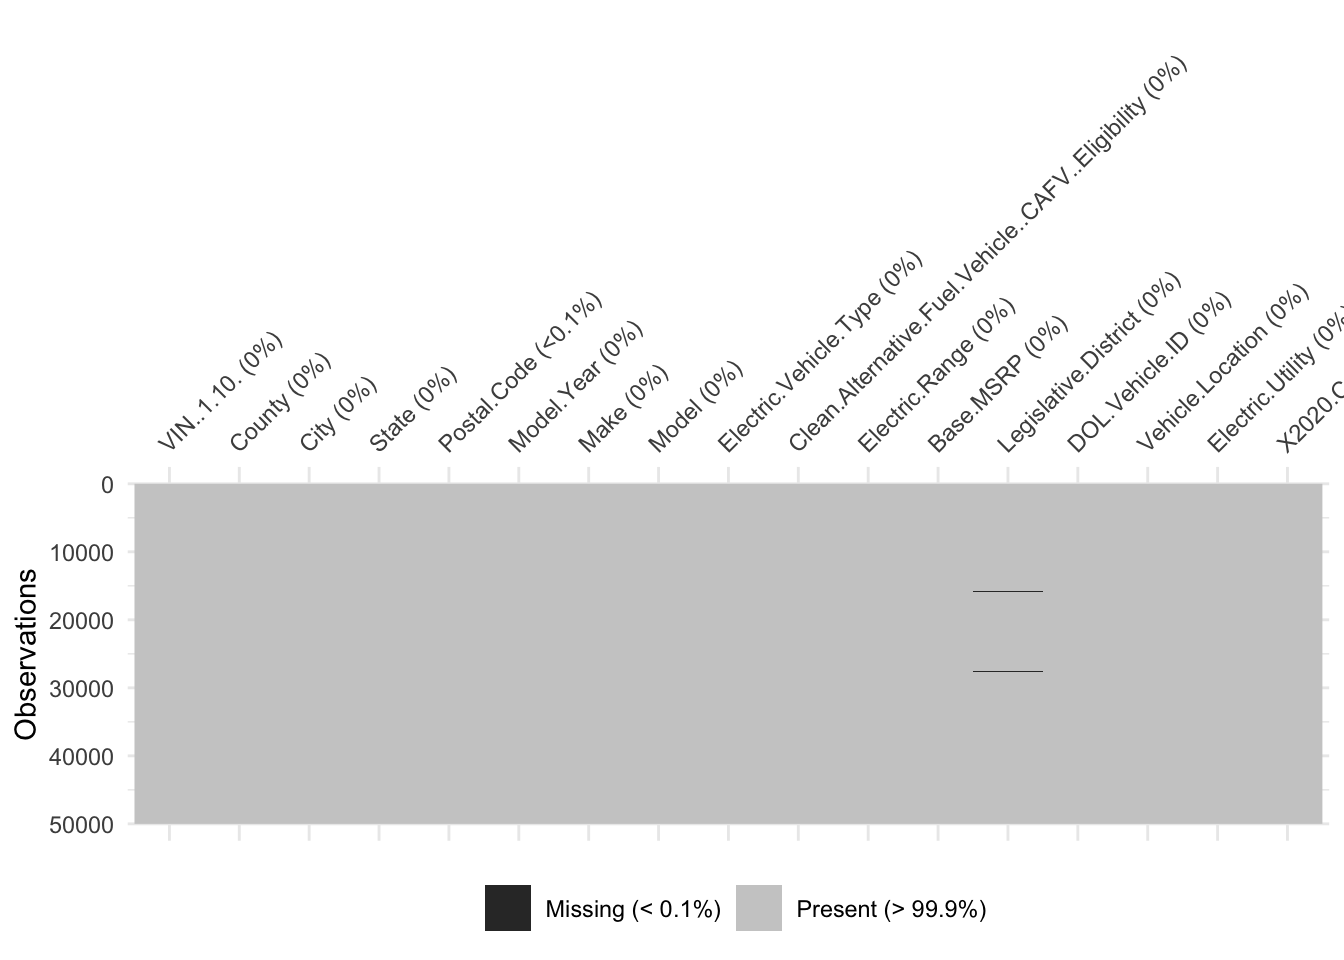 VIN..1.10. (0%)
County (0%)
City (0%)
State (0%)
Postal.Code (<0.1%)
Model.Year (0%)
Make (0%)
Model (0%)
Electric.Vehicle.Type (0%)
Clean.Alternative.Fuel.Vehicle..CAFV..Eligibility (0%)
Electric.Range (0%)
Base.MSRP (0%)
Legislative.District (0%)
DOL.Vehicle.ID (0%)
Vehicle.Location (0%)
Electric.Utility (0%
X2020.C
0
10000
20000
30000
40000
50000
Observations
Missing (< 0.1%)
Present (> 99.9%)